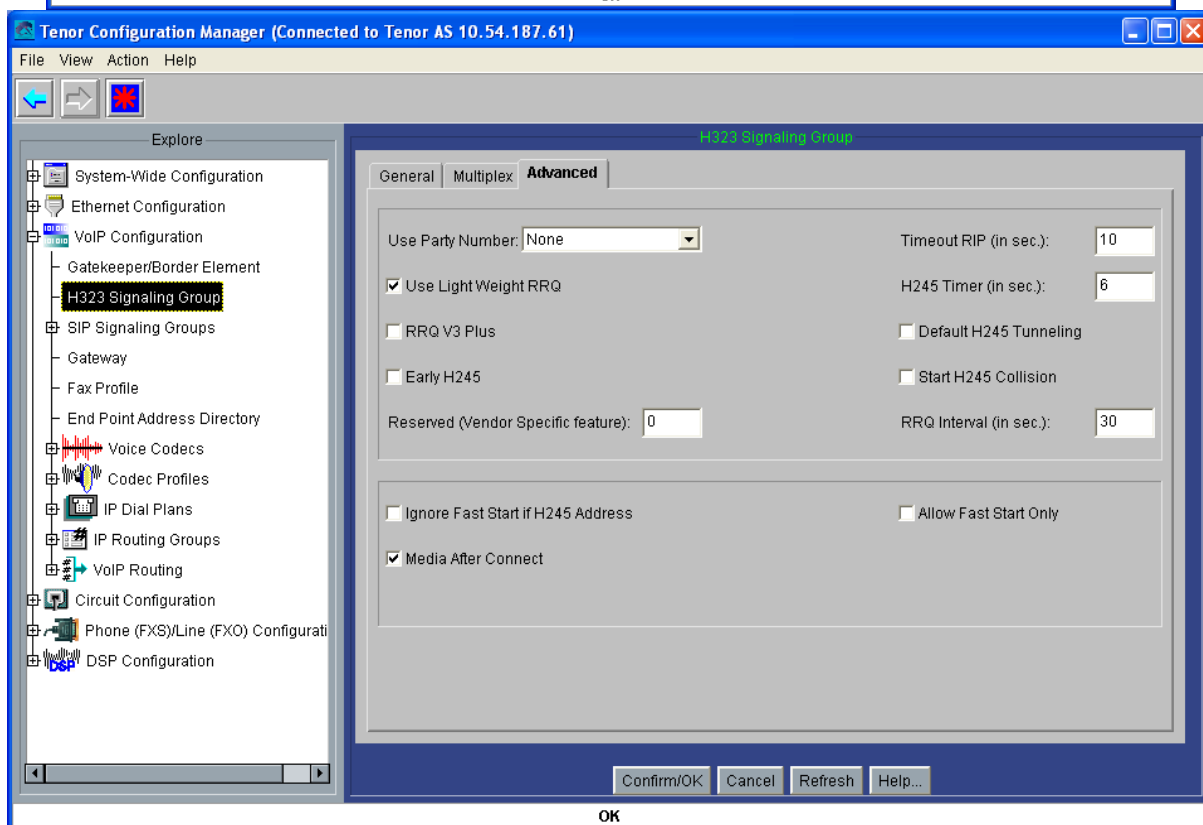 Tenor Configuration Manager (Connected to Tenor AS 10.54.187.61)
File View Action Help
Explore
System-Wide Configuration
Ethernet Configuration
VoIP Configuration
Gatekeeper/Border Element
H323 Signaling Group
SIP Signaling Groups
Gateway
Fax Profile
End Point Address Directory
Voice Codecs
Codec Profiles
IP Dial Plans
IP Routing Groups
VoIP Routing
Circuit Configuration
Phone (FXS)/Line (FXO) Configurati
DSP Configuration
H323 Signaling Group
General Multiplex Advanced
Use Party Number: None Timeout RIP (in sec.): 10
Use Light Weight RRQ H245 Timer (in sec.): 6
RRQ V3 Plus Default H245 Tunneling
Early H245 Start H245 Collision
Reserved (Vendor Specific feature): 0 RRQ Interval (in sec.): 30
Ignore Fast Start if H245 Address Allow Fast Start Only
Media After Connect
Confirm/OK Cancel Refresh Help...
OK